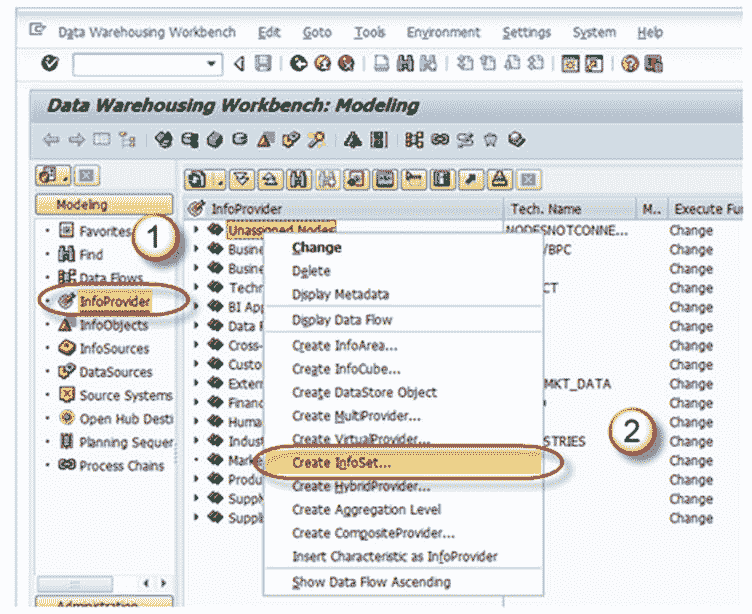 Data Warehousing Workbench Edit Goto Tools Environment Settings System Help
Data Warehousing Workbench: Modeling
Modeling
InfoProvider Tech. Name M.. Execute Fun
Favorites 1 Unassigned Nodes NODESNOTCONNE... Change
Find Busine Change /BPC Change
Data Flows Busine Delete Change
InfoProvider Techn Display Metadata CT Change
InfoObjects BI App Display Data Flow Change
InfoSources Data F Create InfoArea... Change
DataSources Cross- Create InfoCube... Change
Source Systems Custo Create DataStore Object Change
Open Hub Desti Extern Create MultiProvider... MKT_DATA Change
Planning Sequer Financ Create VirtualProvider... Change
Process Chains Human Create InfoSet... 2 Change
Indust Create HybridProvider... STRIES Change
Marke Create Aggregation Level Change
Produ Create CompositeProvider... Change
Suppl Insert Characteristic as InfoProvider Change
Suppli Show Data Flow Ascending Change
Administration